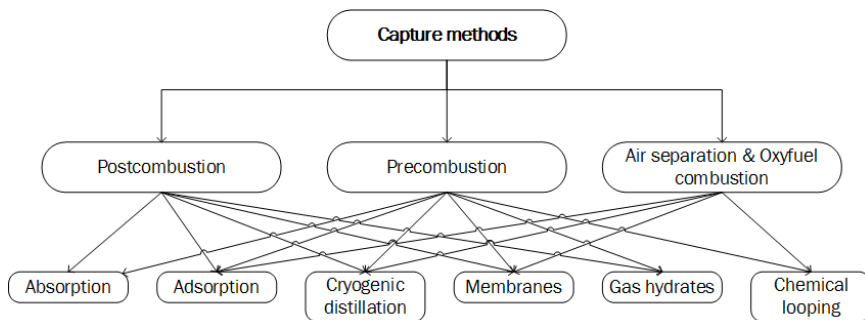 Capture methods
Postcombustion
Precombustion
Air separation & Oxyfuel
combustion
Absorption
Adsorption
Cryogenic
distillation
Membranes
Gas hydrates
Chemical
looping